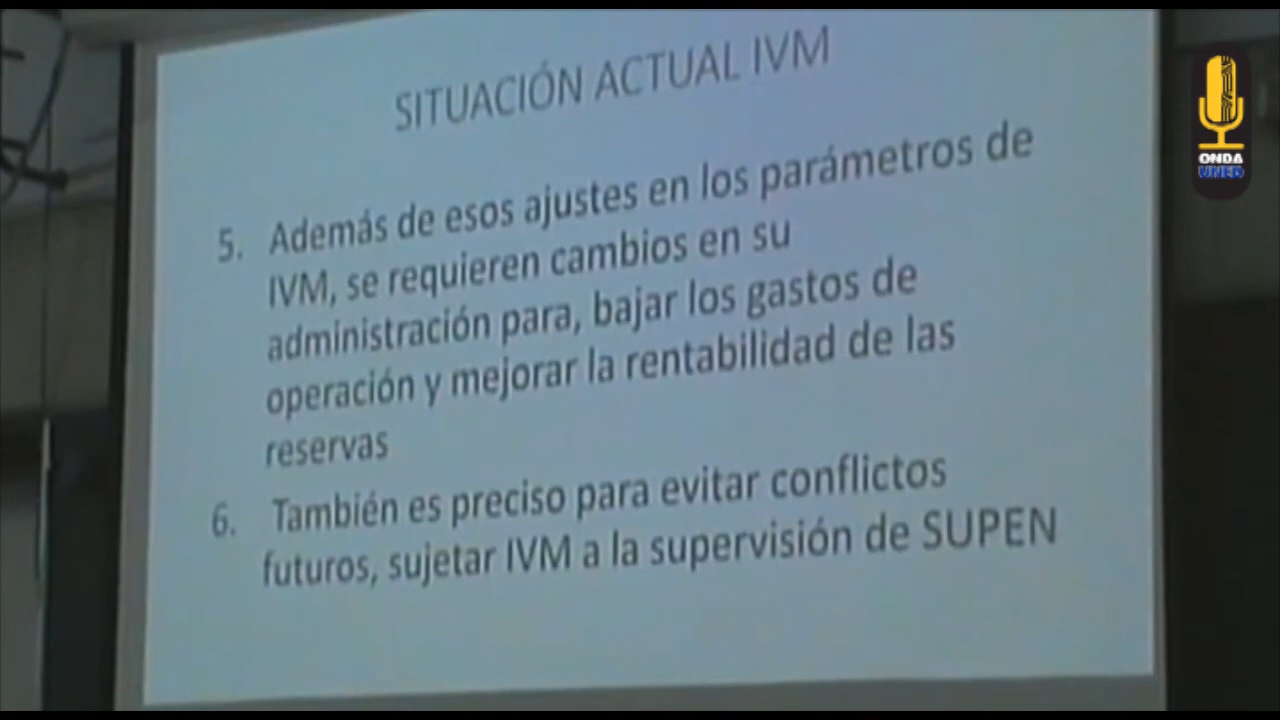 SITUACIÓN ACTUAL IVM
5. Además de esos ajustes en los parámetros de
IVM, se requieren cambios en su
administración para, bajar los gastos de
operación y mejorar la rentabilidad de las
reservas
6. También es preciso para evitar conflictos
futuros, sujetar IVM a la supervisión de SUPEN
ONDA
UNED